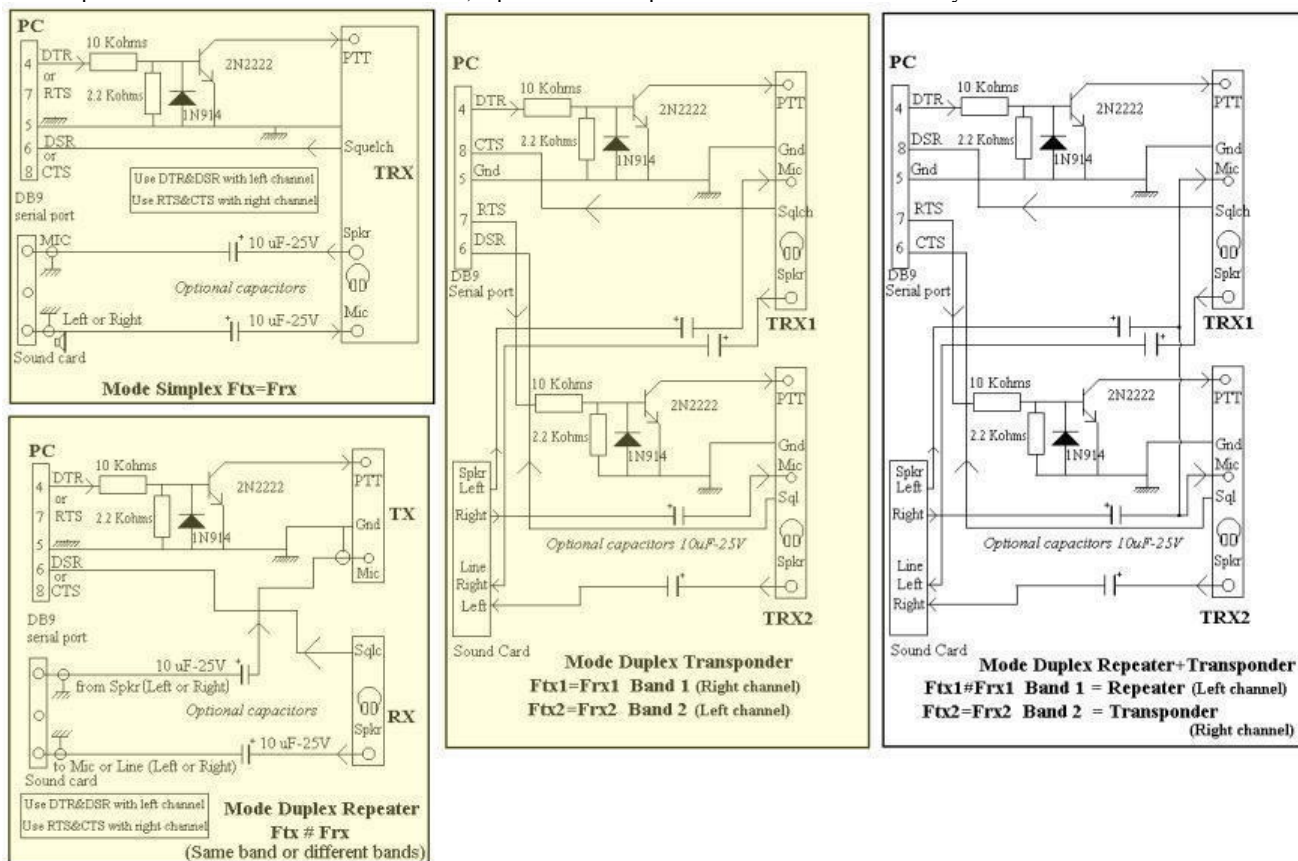 PC
10 Kohms
4
DTR
or
7
RTS
2.2 Kohms
1N914
2N2222
PTT
5
6
DSR
or
8
CTS
Squelch
TRX
Use DTR&DSR with left channel
Use RTS&CTS with right channel
DB9
serial port
MIC
10 uF-25V
Spkr
Optional capacitors
Left or Right
10 uF-25V
Mic
Sound card
Mode Simplex Ftx=Frx
PC
10 Kohms
4
DTR
or
7
RTS
2.2 Kohms
1N914
2N2222
PTT
TX
Gnd
5
6
DSR
or
8
CTS
Mic
DB9
serial port
Sqlc
10 uF-25V
from Spkr (Left or Right)
Optional capacitors
Spkr
RX
10 uF-25V
to Mic or Line (Left or Right)
Sound card
Use DTR&DSR with left channel
Use RTS&CTS with right channel
Mode Duplex Repeater
Ftx # Frx
(Same band or different bands)
PC
10 Kohms
4
DTR
2.2 Kohms
1N914
2N2222
PTT
8
CTS
Gnd
5
Gnd
Mic
7
RTS
Sqlch
6
DSR
DB9
Serial port
Spkr
TRX1
10 Kohms
2.2 Kohms
1N914
2N2222
PTT
Gnd
Mic
Sql
Spkr
Left
Right
Optional capacitors 10uF-25V
Line
Right
Left
Spkr
TRX2
Sound Card
Mode Duplex Transponder
Ftx1=Frx1 Band 1 (Right channel)
Ftx2=Frx2 Band 2 (Left channel)
PC
10 Kohms
4
DTR
2.2 Kohms
1N914
2N2222
PTT
8
DSR
Gnd
5
Gnd
Mic
7
RTS
Sqlch
6
CTS
DB9
Serial port
Spkr
TRX1
10 Kohms
2.2 Kohms
1N914
2N2222
PTT
Gnd
Mic
Sql
Spkr
Left
Right
Optional capacitors 10uF-25V
Line
Left
Right
Spkr
TRX2
Sound Card
Mode Duplex Repeater+Transponder
Ftx1#Frx1 Band 1 = Repeater (Left channel)
Ftx2=Frx2 Band 2 = Transponder
(Right channel)